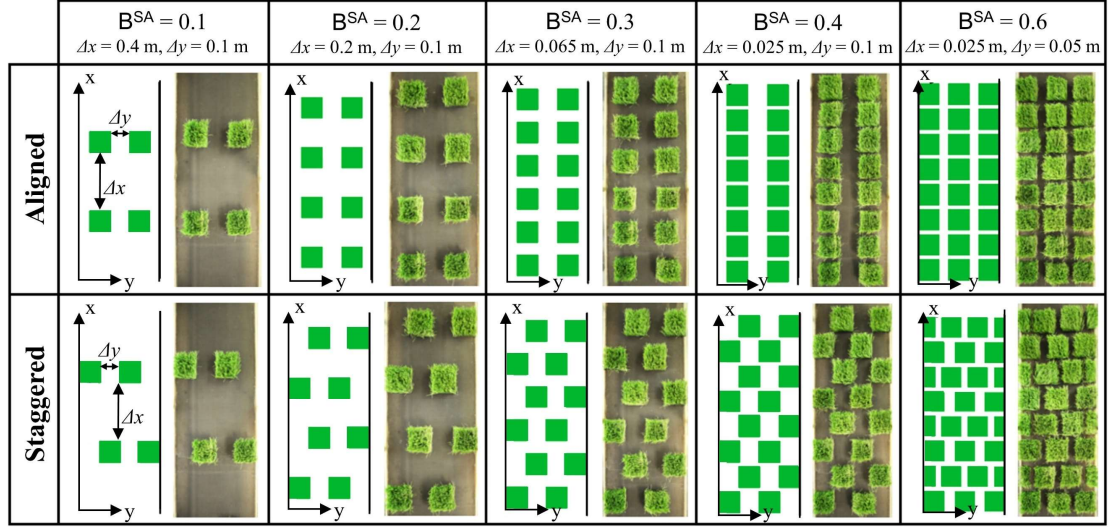 B^SA = 0.1
Δx = 0.4 m, Δy = 0.1 m
B^SA = 0.2
Δx = 0.2 m, Δy = 0.1 m
B^SA = 0.3
Δx = 0.065 m, Δy = 0.1 m
B^SA = 0.4
Δx = 0.025 m, Δy = 0.1 m
B^SA = 0.6
Δx = 0.025 m, Δy = 0.05 m
Aligned
x
Δy
Δx
y
x
y
x
y
x
y
x
y
Staggered
x
Δy
Δx
y
x
y
x
y
x
y
x
y